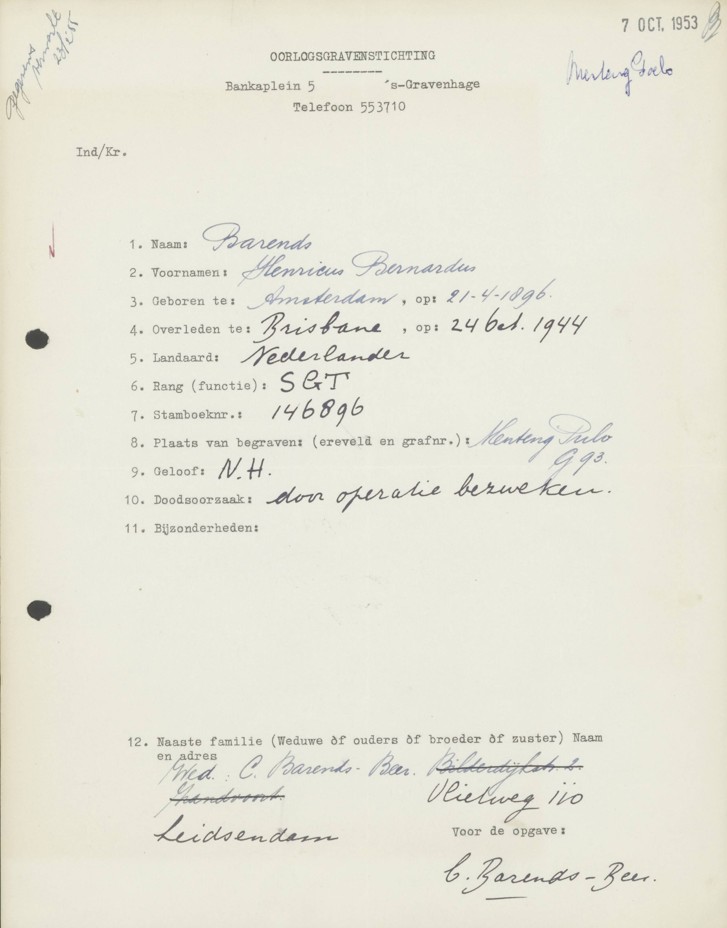 7 OCT. 1953
OORLOGSGRAVENSTICHTING
Bankaplein 5 's-Gravenhage
Telefoon 553710
Menteng Poelo
Ind/Kr.
1. Naam: Barends
2. Voornamen: Henricus Bernardus
3. Geboren te: Amsterdam, op: 21-4-1896.
4. Overleden te: Brisbane, op: 24 Oct. 1944
5. Landaard: Nederlander
6. Rang (functie): SGT
7. Stamboeknr.: 146896
8. Plaats van begraven: (ereveld en grafnr.): Menteng Pulo
G 93.
9. Geloof: N.H.
10. Doodsoorzaak: door operatie bezweken.
11. Bijzonderheden:
12. Naaste familie (Weduwe òf ouders òf broeder òf zuster) Naam
en adres
Wed. C. Barends-Beer. Bilderdijkstr. 2.
Zandvoort. Vlietweg 110
Leidsendam
Voor de opgave:
C. Barends-Beer.